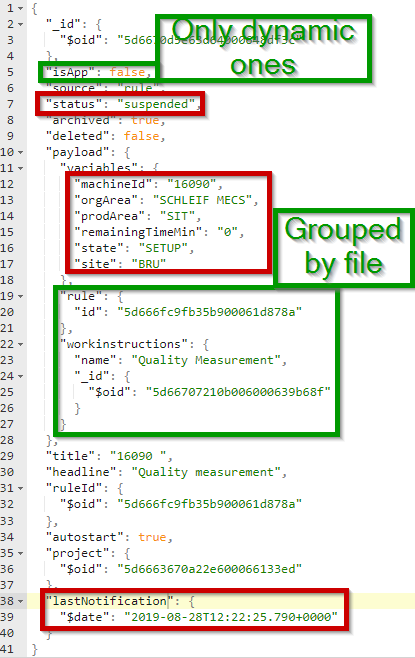 1 {
2 "_id": {
3 "$oid":
Only dynamic
ones
4 },
5 "isApp": false,
6 "source": "rule",
7 "status": "suspended",
8 "archived": true,
9 "deleted": false,
10 "payload": {
11 "variables": {
12 "machineId": "16090",
13 "orgArea": "SCHLEIF MECS",
14 "prodArea": "SIT",
15 "remainingTimeMin": "0",
16 "state": "SETUP",
17 "site": "BRU"
Grouped
by file
18 },
19 "rule": {
20 "id": "5d666fc9fb35b900061d878a"
21 },
22 "workinstructions": {
23 "name": "Quality Measurement",
24 "_id": {
25 "$oid": "5d66707210b006000639b68f"
26 }
27 }
28 },
29 "title": "16090 ",
30 "headline": "Quality measurement",
31 "ruleId": {
32 "$oid": "5d666fc9fb35b900061d878a"
33 },
34 "autostart": true,
35 "project": {
36 "$oid": "5d6663670a22e600066133ed"
37 },
38 "lastNotification": {
39 "$date": "2019-08-28T12:22:25.790+0000"
40 }
41 }